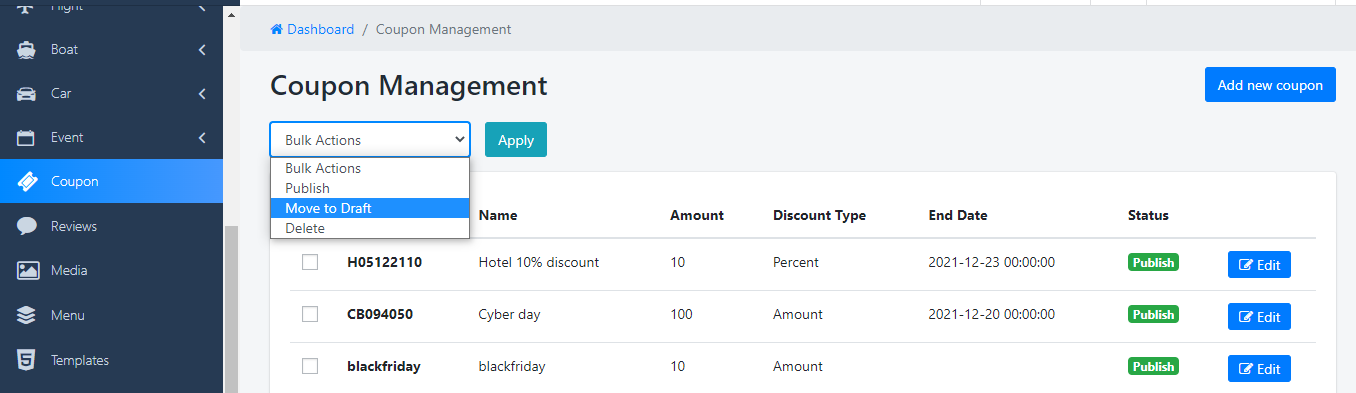 Flight
Boat
Car
Event
Coupon
Reviews
Media
Menu
Templates
Dashboard / Coupon Management
Coupon Management
Add new coupon
Bulk Actions
Apply
Bulk Actions
Publish
Move to Draft
Delete
Name Amount Discount Type End Date Status
H05122110 Hotel 10% discount 10 Percent 2021-12-23 00:00:00 Publish Edit
CB094050 Cyber day 100 Amount 2021-12-20 00:00:00 Publish Edit
blackfriday blackfriday 10 Amount Publish Edit